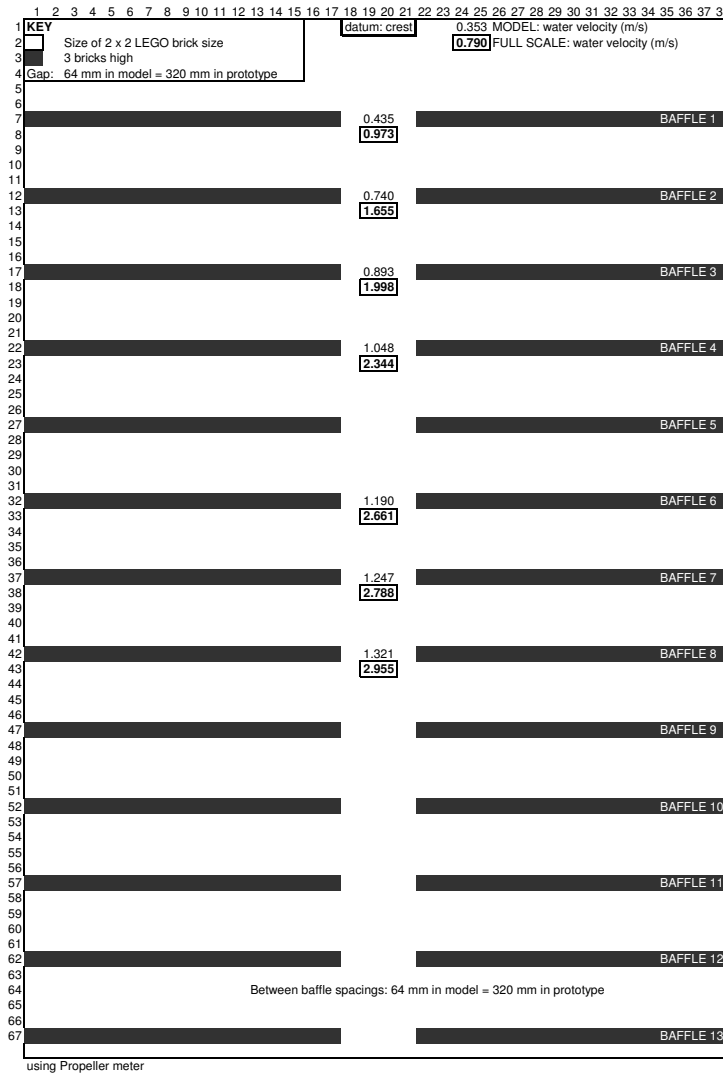 1 2 3 4 5 6 7 8 9 10 11 12 13 14 15 16 17 18 19 20 21 22 23 24 25 26 27 28 29 30 31 32 33 34 35 36 37 3
1 KEY datum: crest 0.353 MODEL: water velocity (m/s)
2 Size of 2 x 2 LEGO brick size 0.790 FULL SCALE: water velocity (m/s)
3 3 bricks high
4 Gap: 64 mm in model = 320 mm in prototype
5
6
7 0.435 BAFFLE 1
8 0.973
9
10
11
12 0.740 BAFFLE 2
13 1.655
14
15
16
17 0.893 BAFFLE 3
18 1.998
19
20
21
22 1.048 BAFFLE 4
23 2.344
24
25
26
27 BAFFLE 5
28
29
30
31
32 1.190 BAFFLE 6
33 2.661
34
35
36
37 1.247 BAFFLE 7
38 2.788
39
40
41
42 1.321 BAFFLE 8
43 2.955
44
45
46
47 BAFFLE 9
48
49
50
51
52 BAFFLE 10
53
54
55
56
57 BAFFLE 11
58
59
60
61
62 BAFFLE 12
63
64 Between baffle spacings: 64 mm in model = 320 mm in prototype
65
66
67 BAFFLE 13
using Propeller meter